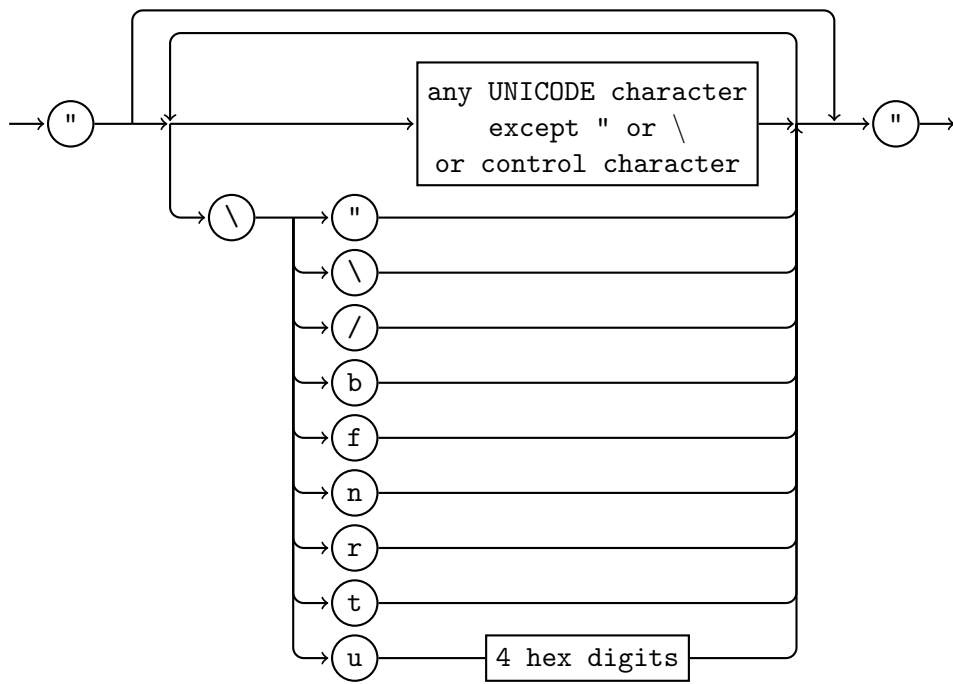 "
any UNICODE character
except " or \
or control character
"
\
"
\
/
b
f
n
r
t
u
4 hex digits